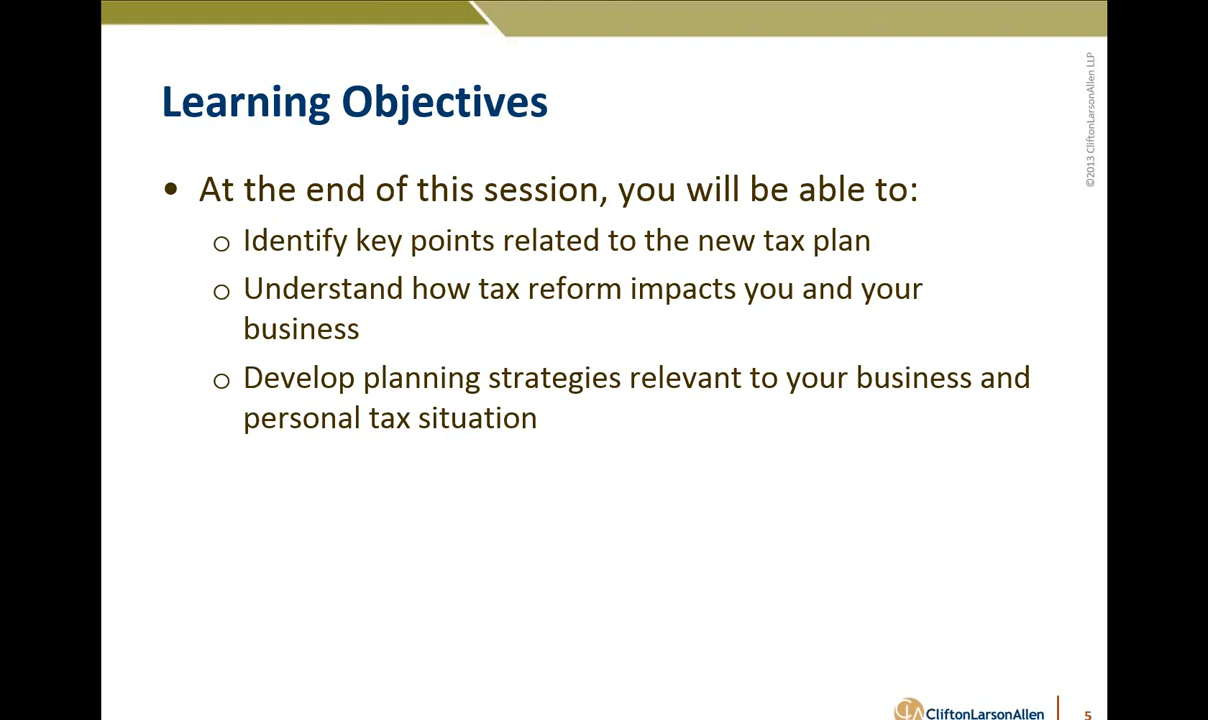 Learning Objectives
• At the end of this session, you will be able to:
o Identify key points related to the new tax plan
o Understand how tax reform impacts you and your
business
o Develop planning strategies relevant to your business and
personal tax situation
©2013 CliftonLarsonAllen LLP
CliftonLarsonAllen
5